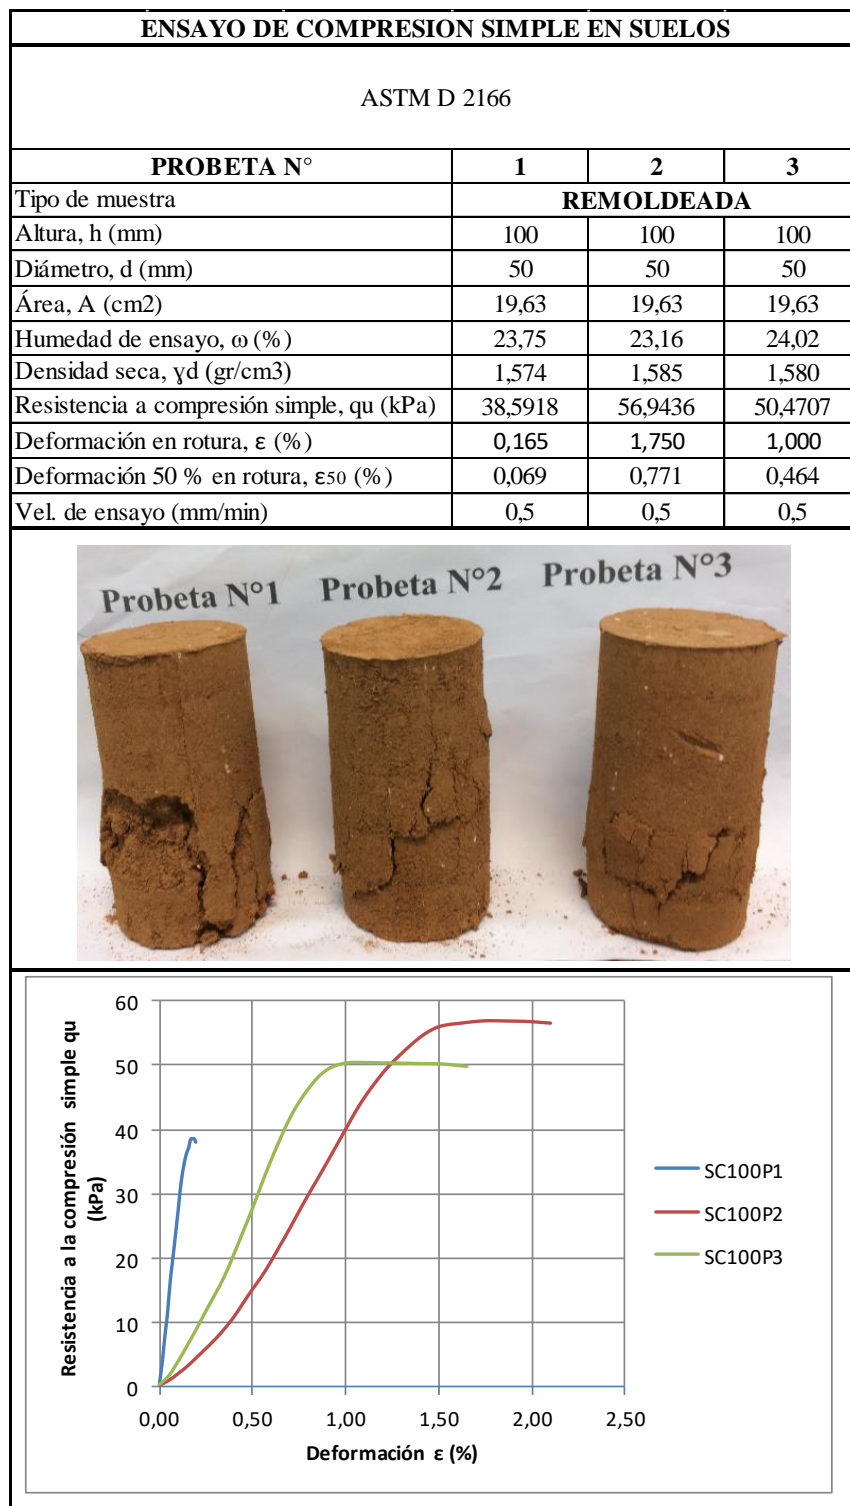 ENSAYO DE COMPRESION SIMPLE EN SUELOS
ASTM D 2166
PROBETA N° 1 2 3
Tipo de muestra REMOLDEADA
Altura, h (mm) 100 100 100
Diámetro, d (mm) 50 50 50
Área, A (cm2) 19,63 19,63 19,63
Humedad de ensayo, ω (%) 23,75 23,16 24,02
Densidad seca, ɣd (gr/cm3) 1,574 1,585 1,580
Resistencia a compresión simple, qu (kPa) 38,5918 56,9436 50,4707
Deformación en rotura, ε (%) 0,165 1,750 1,000
Deformación 50 % en rotura, ε50 (%) 0,069 0,771 0,464
Vel. de ensayo (mm/min) 0,5 0,5 0,5
Probeta N°1 Probeta N°2 Probeta N°3
Resistencia a la compresión simple qu
(kPa)
60
50
40
30
20
10
0
0,00 0,50 1,00 1,50 2,00 2,50
Deformación ε (%)
SC100P1
SC100P2
SC100P3